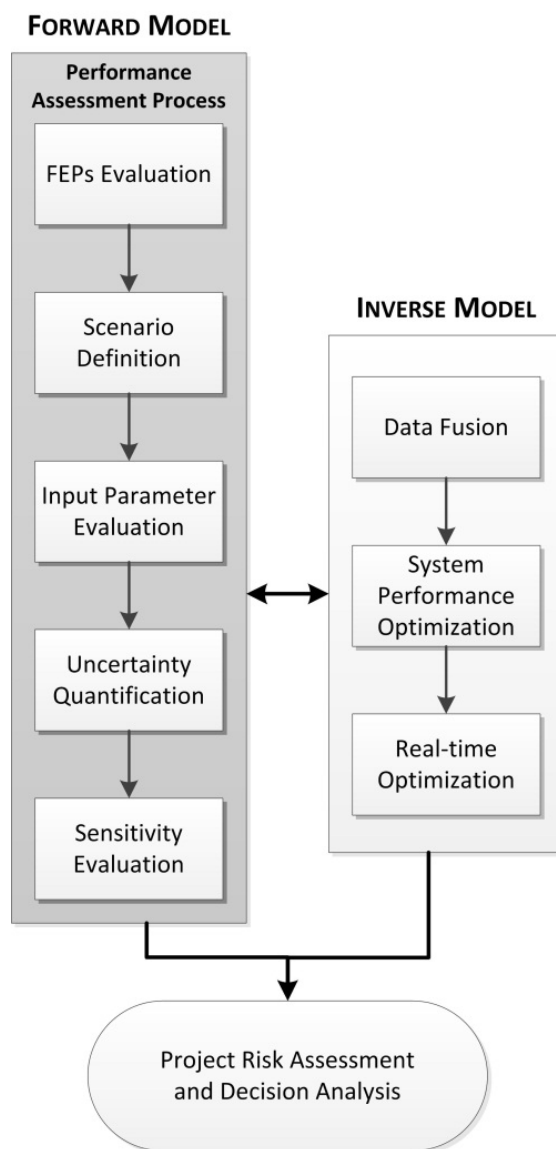 FORWARD MODEL
Performance
Assessment Process
FEPs Evaluation
Scenario
Definition
Input Parameter
Evaluation
Uncertainty
Quantification
Sensitivity
Evaluation
INVERSE MODEL
Data Fusion
System
Performance
Optimization
Real-time
Optimization
Project Risk Assessment
and Decision Analysis